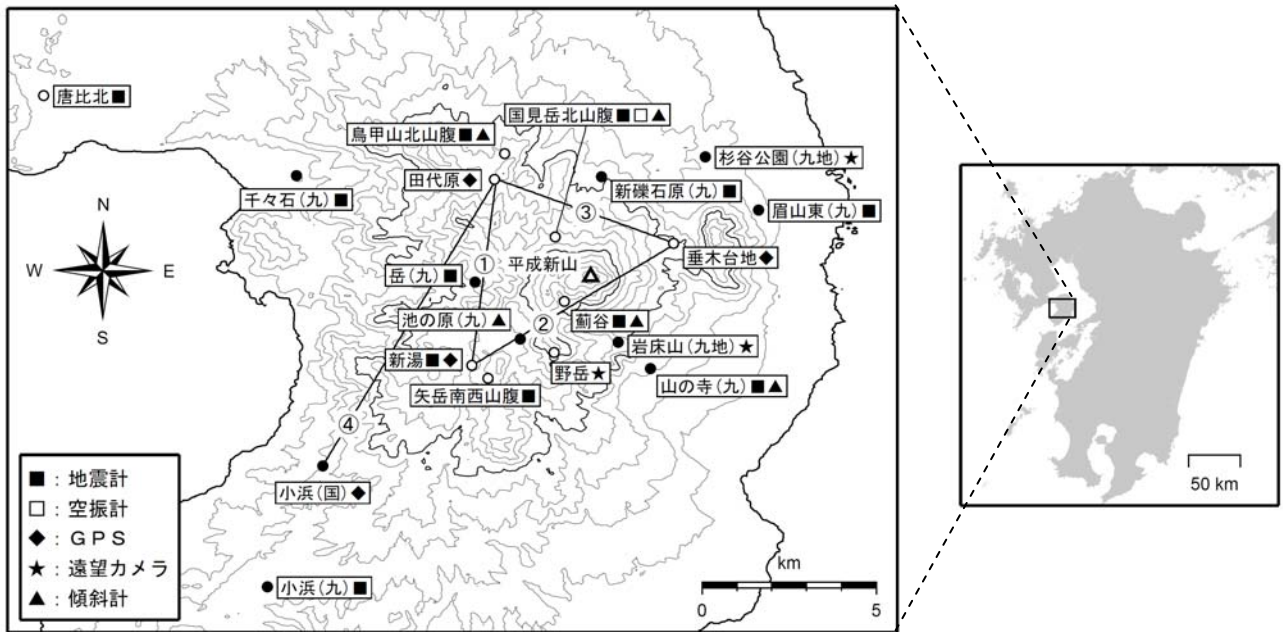 唐比北■
国見岳北山腹■□▲
鳥甲山北山腹■▲
杉谷公園(九地)★
田代原◆
千々石(九)■
新礫石原(九)■
眉山東(九)■
N
③
W
E
S
垂木台地◆
平成新山
①
岳(九)■
池の原(九)▲
②
薊谷■▲
岩床山(九地)★
新湯■◆
野岳★
山の寺(九)■▲
矢岳南西山腹■
④
小浜(国)◆
■:地震計
□:空振計
◆:GPS
★:遠望カメラ
▲:傾斜計
小浜(九)■
km
0 5
50 km